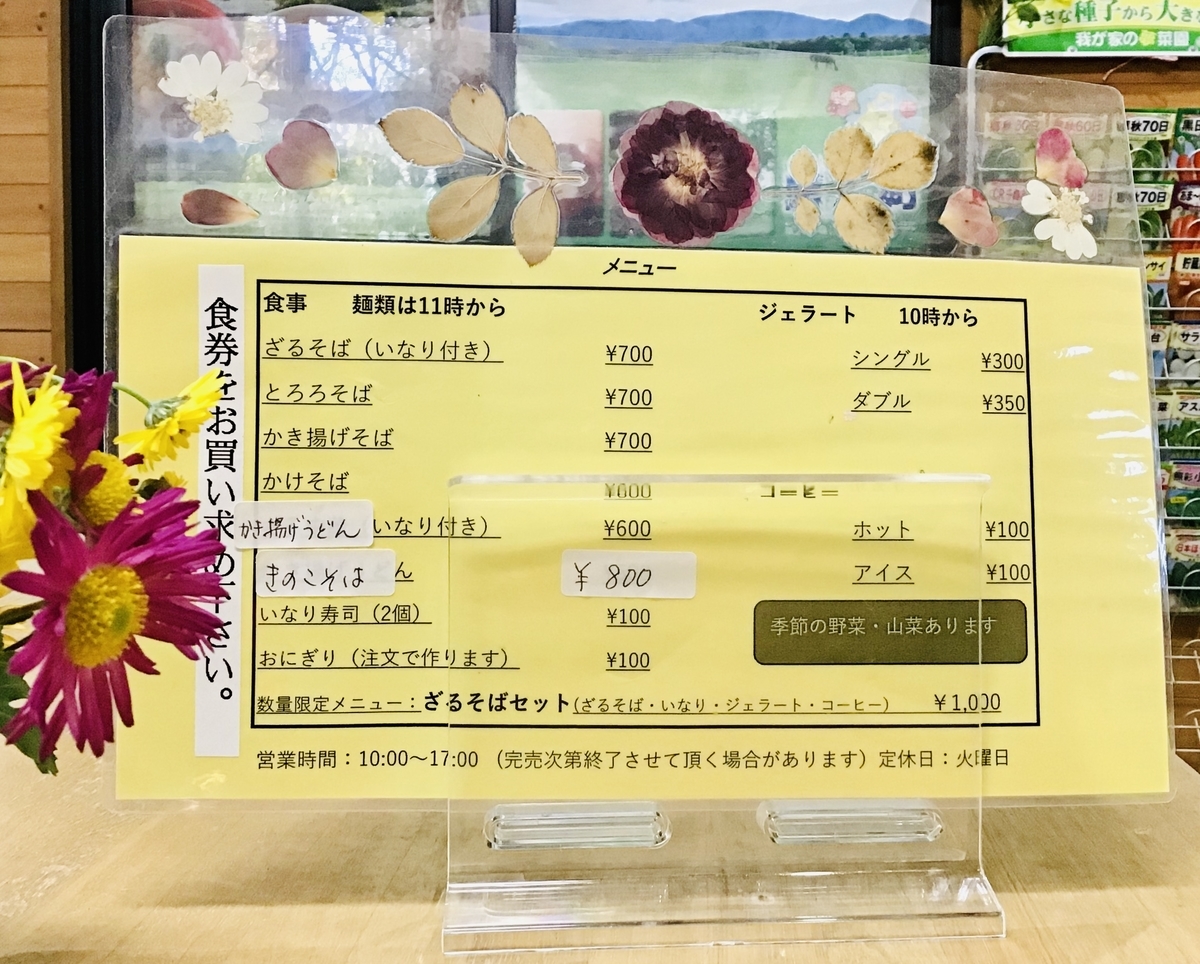 さな種子から大き
我が家の菜園
秋70日
秋70日
メニュー
食券をお買い求め下さい。
食事 麺類は11時から
ざるそば（いなり付き） ¥700
とろろそば ¥700
かき揚げそば ¥700
かけそば ¥600
かき揚げうどん いなり付き） ¥600
きのこそば ん ¥800
いなり寿司（2個） ¥100
おにぎり（注文で作ります） ¥100
ジェラート 10時から
シングル ¥300
ダブル ¥350
コーヒー
ホット ¥100
アイス ¥100
季節の野菜・山菜あります
数量限定メニュー：ざるそばセット(ざるそば・いなり・ジェラート・コーヒー） ¥1,000
営業時間：10:00〜17:00 （完売次第終了させて頂く場合があります）定休日：火曜日